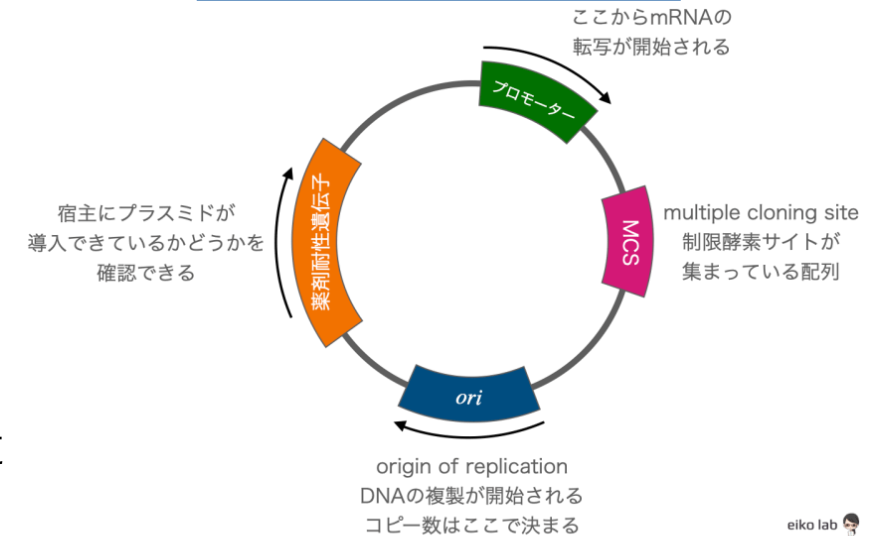 ここからmRNAの
転写が開始される
プロモーター
multiple cloning site
制限酵素サイトが
集まっている配列
MCS
宿主にプラスミドが
導入できているかどうかを
確認できる
薬剤耐性遺伝子
ori
origin of replication
DNAの複製が開始される
コピー数はここで決まる
eiko lab